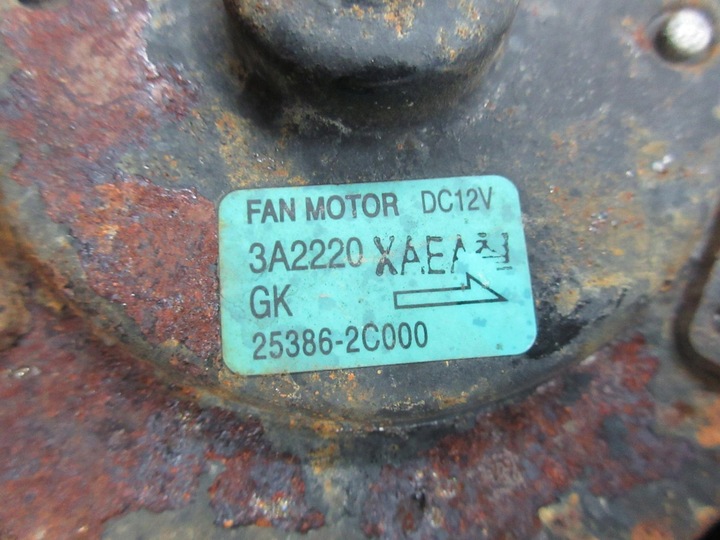 FAN MOTOR DC12V
3A2220 XAEA
GK
25386-2C000